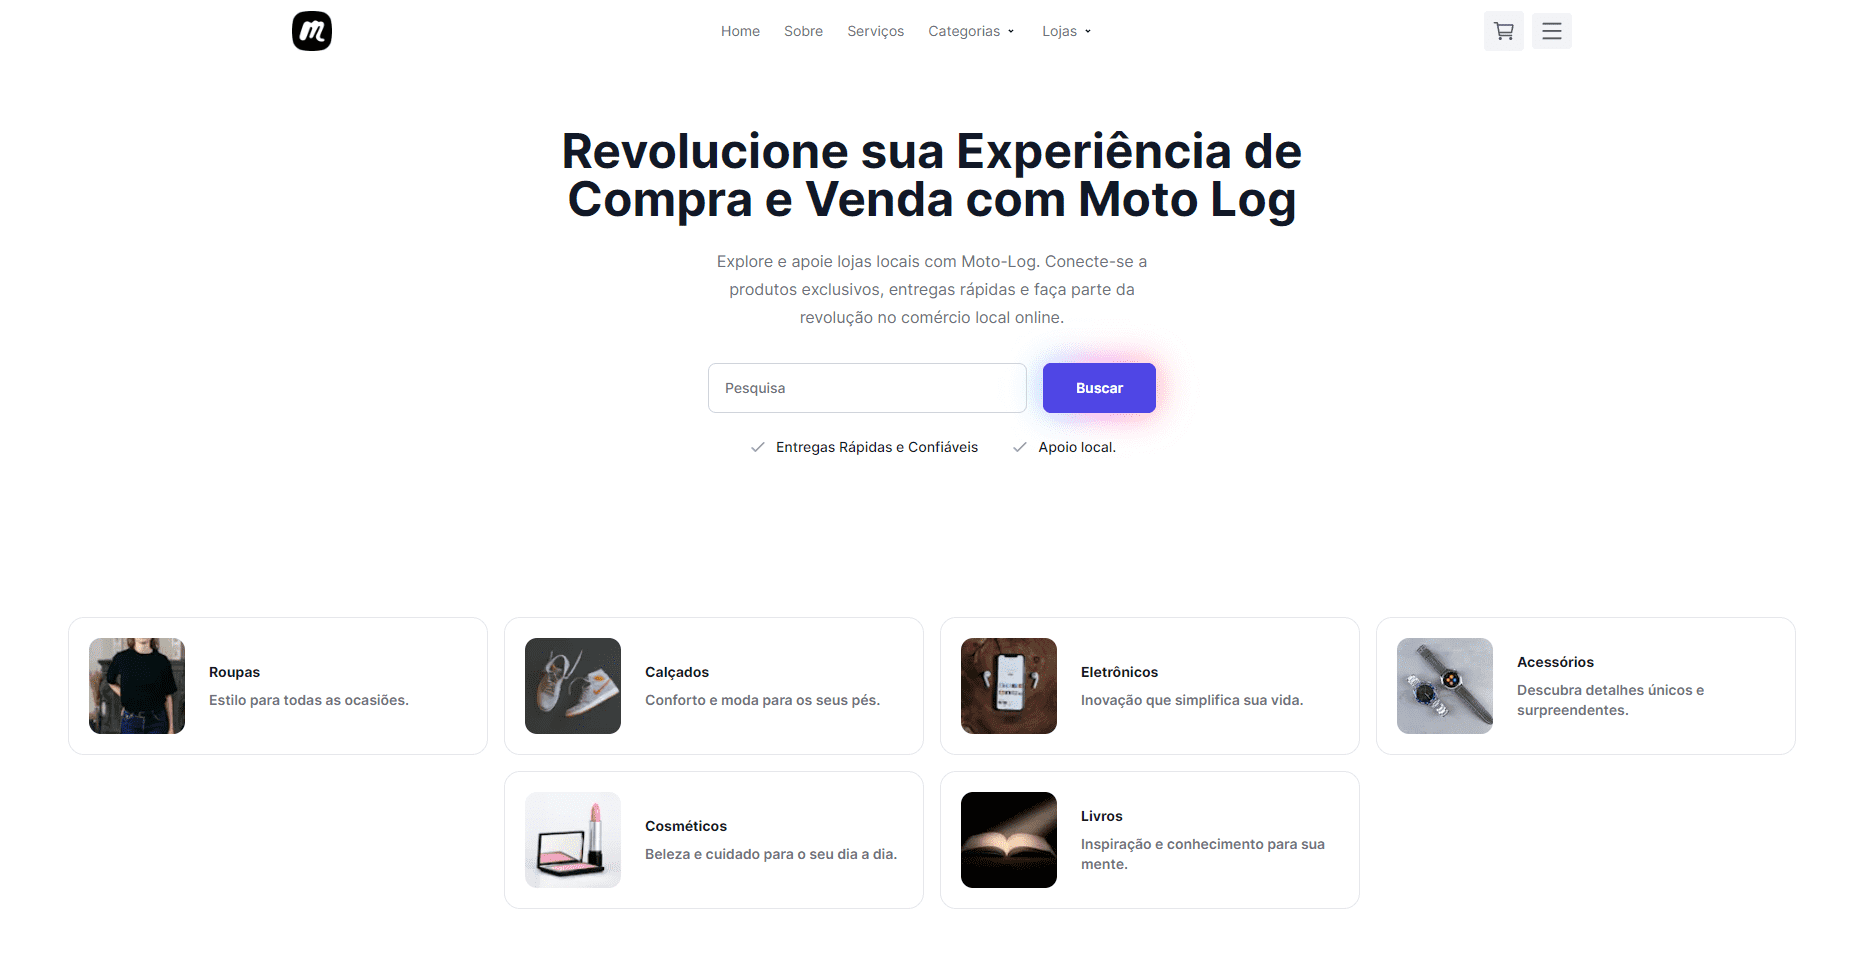 Home
Sobre
Serviços
Categorias
Lojas
Revolucione sua Experiência de
Compra e Venda com Moto Log
Explore e apoie lojas locais com Moto-Log. Conecte-se a
produtos exclusivos, entregas rápidas e faça parte da
revolução no comércio local online.
Pesquisa
Buscar
Entregas Rápidas e Confiáveis
Apoio local.
Roupas
Estilo para todas as ocasiões.
Calçados
Conforto e moda para os seus pés.
Eletrônicos
Inovação que simplifica sua vida.
Acessórios
Descubra detalhes únicos e
surpreendentes.
Cosméticos
Beleza e cuidado para o seu dia a dia.
Livros
Inspiração e conhecimento para sua
mente.